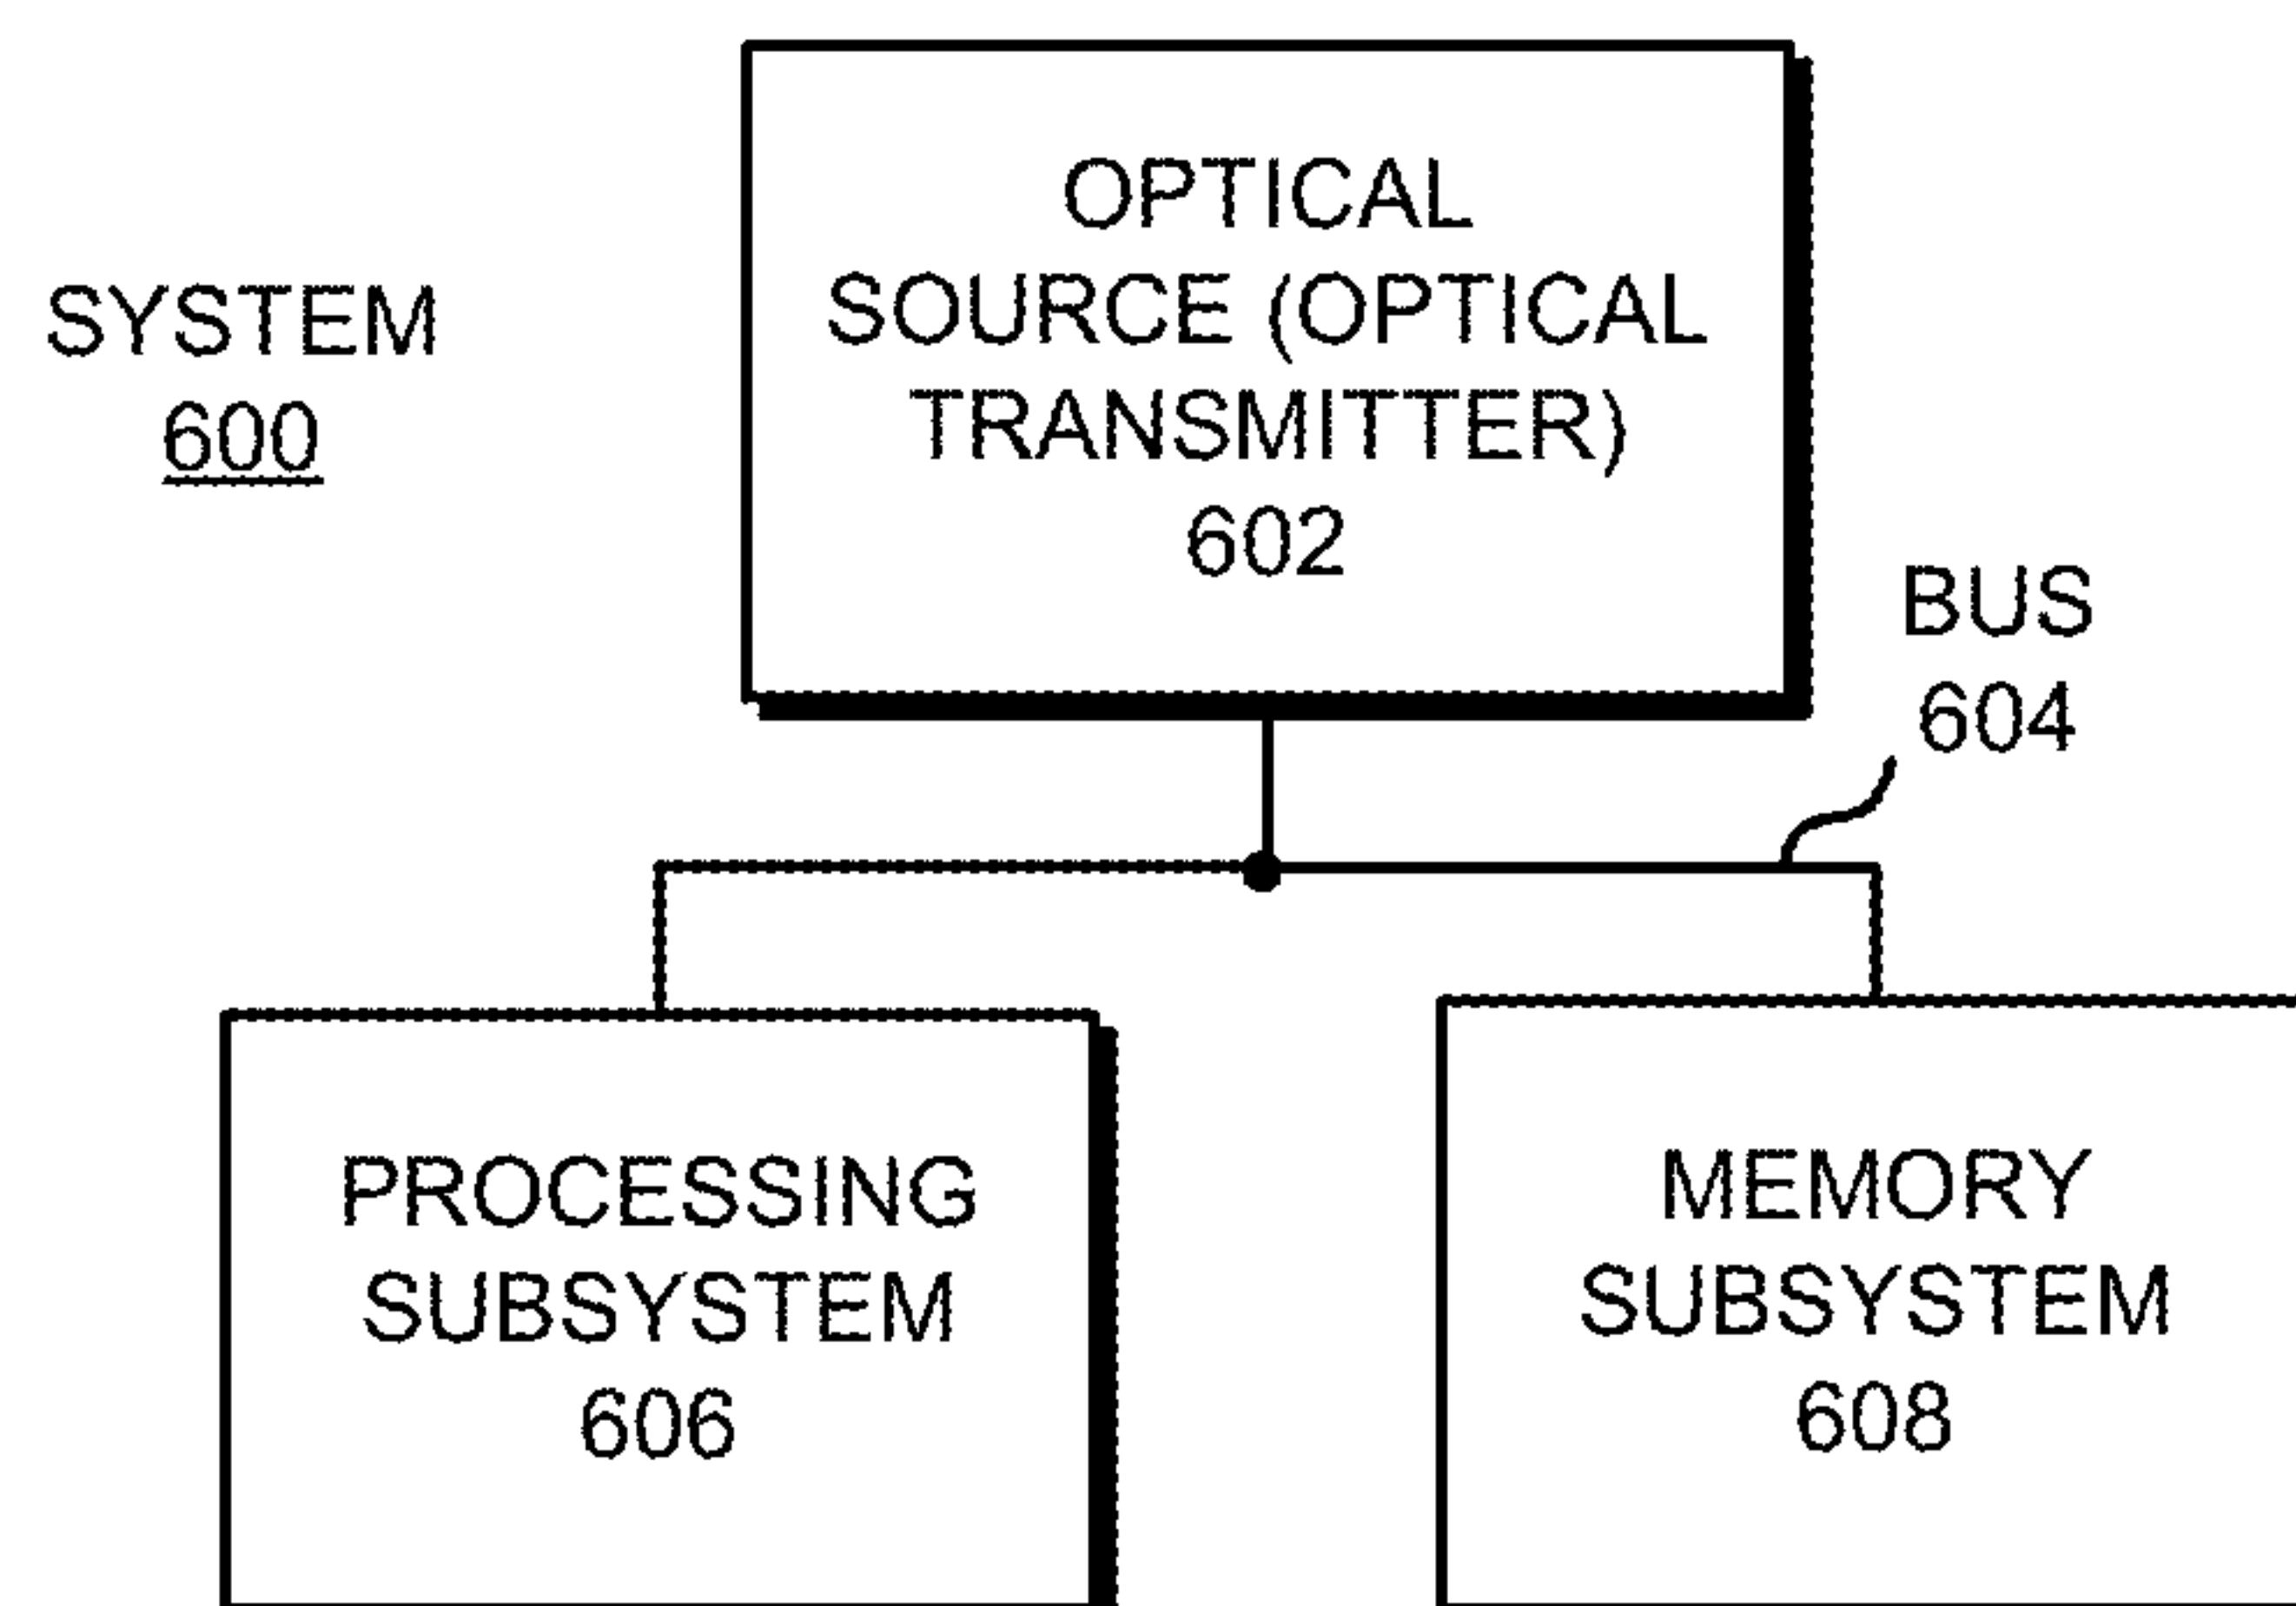 SYSTEM
600
OPTICAL
SOURCE (OPTICAL
TRANSMITTER)
602
BUS
604
PROCESSING
SUBSYSTEM
606
MEMORY
SUBSYSTEM
608